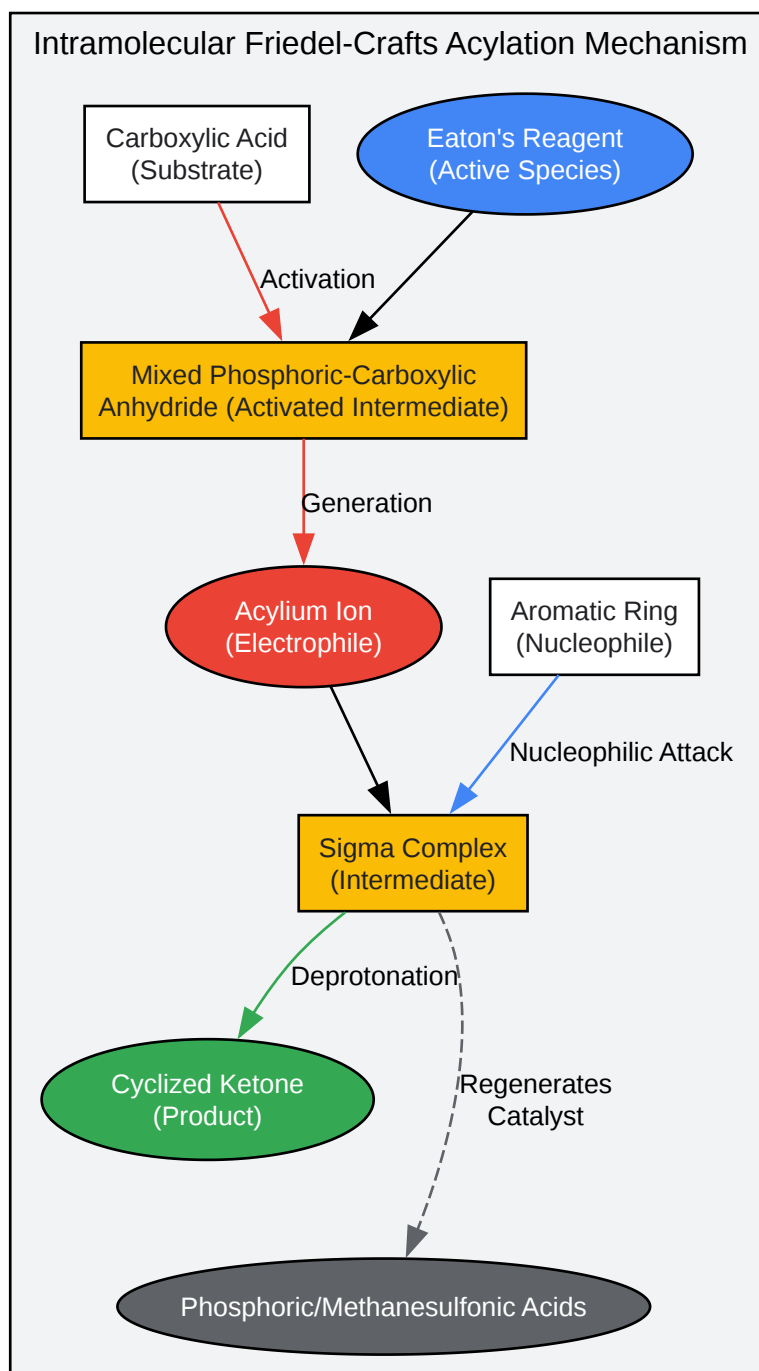 Intramolecular Friedel-Crafts Acylation Mechanism
Carboxylic Acid
(Substrate)
Eaton's Reagent
(Active Species)
Activation
Mixed Phosphoric-Carboxylic
Anhydride (Activated Intermediate)
Generation
Acylium Ion
(Electrophile)
Aromatic Ring
(Nucleophile)
Nucleophilic Attack
Sigma Complex
(Intermediate)
Deprotonation
Cyclized Ketone
(Product)
Regenerates
Catalyst
Phosphoric/Methanesulfonic Acids